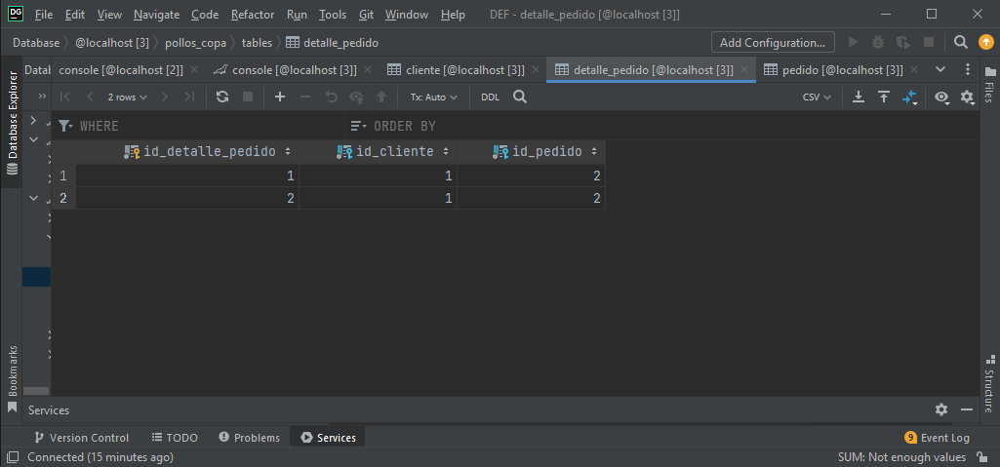 DG File Edit View Navigate Code Refactor Run Tools Git Window Help DEF - detalle_pedido [@localhost [3]]
Database @localhost [3] pollos_copa tables detalle_pedido Add Configuration...
Datab console [@localhost [2]] console [@localhost [3]] cliente [@localhost [3]] detalle_pedido [@localhost [3]] pedido [@localhost [3]]
2 rows Tx: Auto DDL CSV
WHERE ORDER BY
id_detalle_pedido id_cliente id_pedido
1 1 1 2
2 2 1 2
Database Explorer
Bookmarks
Files
Structure
Services
Version Control TODO Problems Services 9 Event Log
Connected (15 minutes ago) SUM: Not enough values